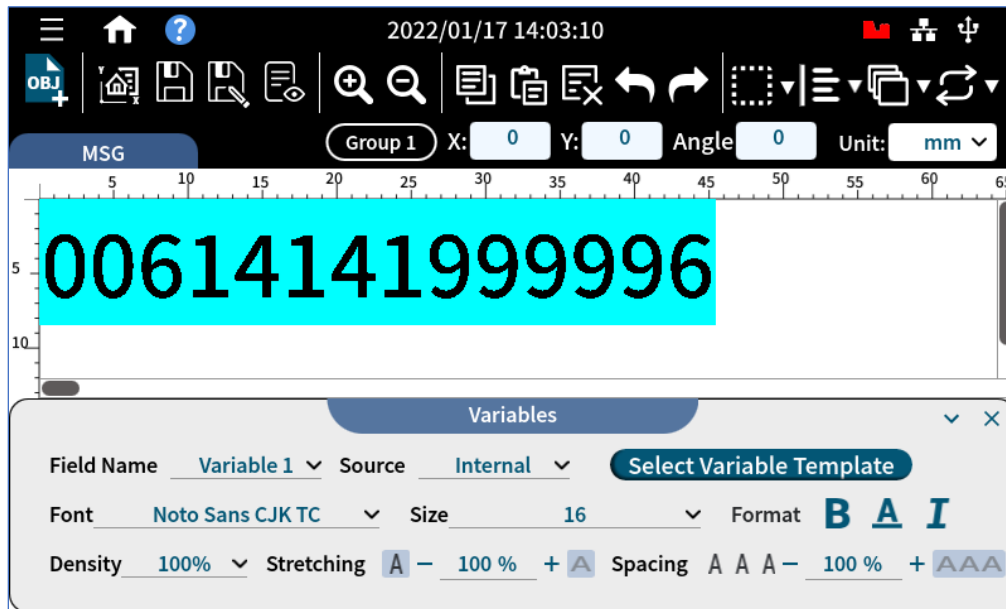 2022/01/17 14:03:10
OBJ
MSG Group 1 X: 0 Y: 0 Angle 0 Unit: mm
5 10 15 20 25 30 35 40 45 50 55 60 65
00614141999996
5
10
Variables
Field Name Variable 1 Source Internal Select Variable Template
Font Noto Sans CJK TC Size 16 Format B A I
Density 100% Stretching A − 100 % + A Spacing A A A − 100 % + AAA